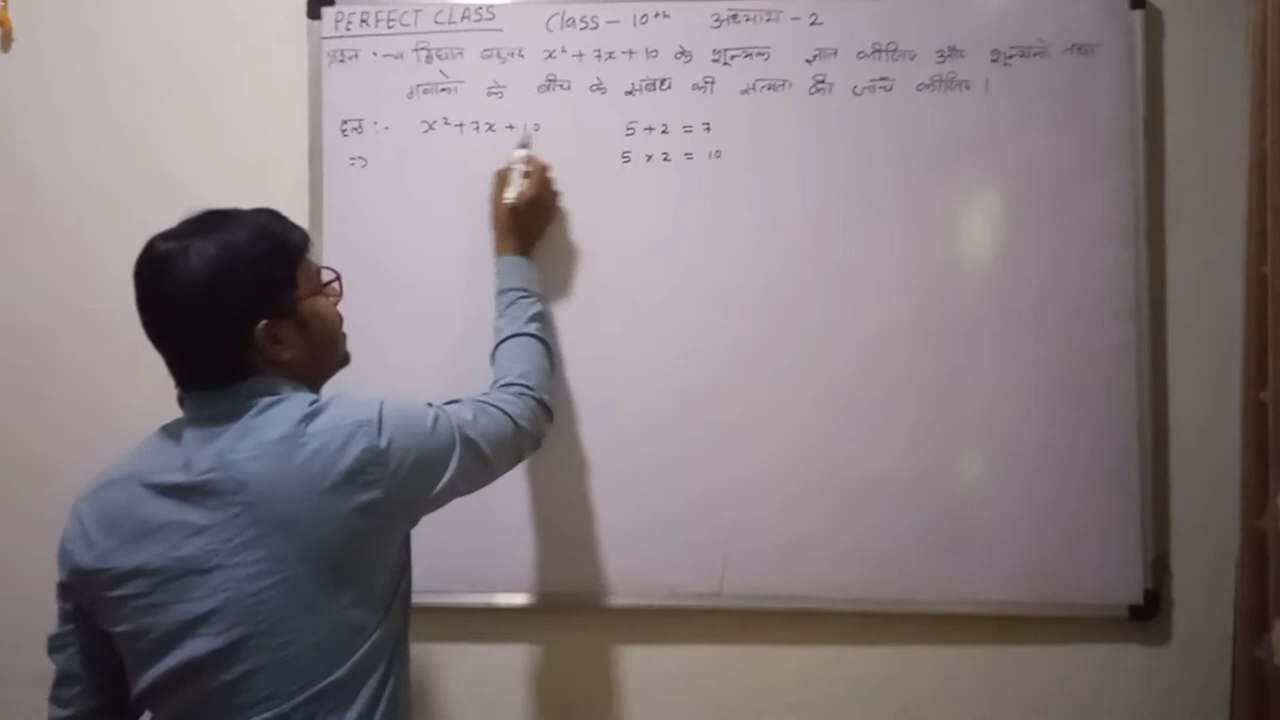 PERFECT CLASS Class - 10th अध्याय - 2
प्रश्न :- द्विघात बहुपद x² + 7x + 10 के शून्यक ज्ञात कीजिए और शून्यकों तथा
गुणांकों के बीच के संबंध की सत्यता की जाँच कीजिए।
हल :- x² + 7x + 10 5 + 2 = 7
=> 5 × 2 = 10